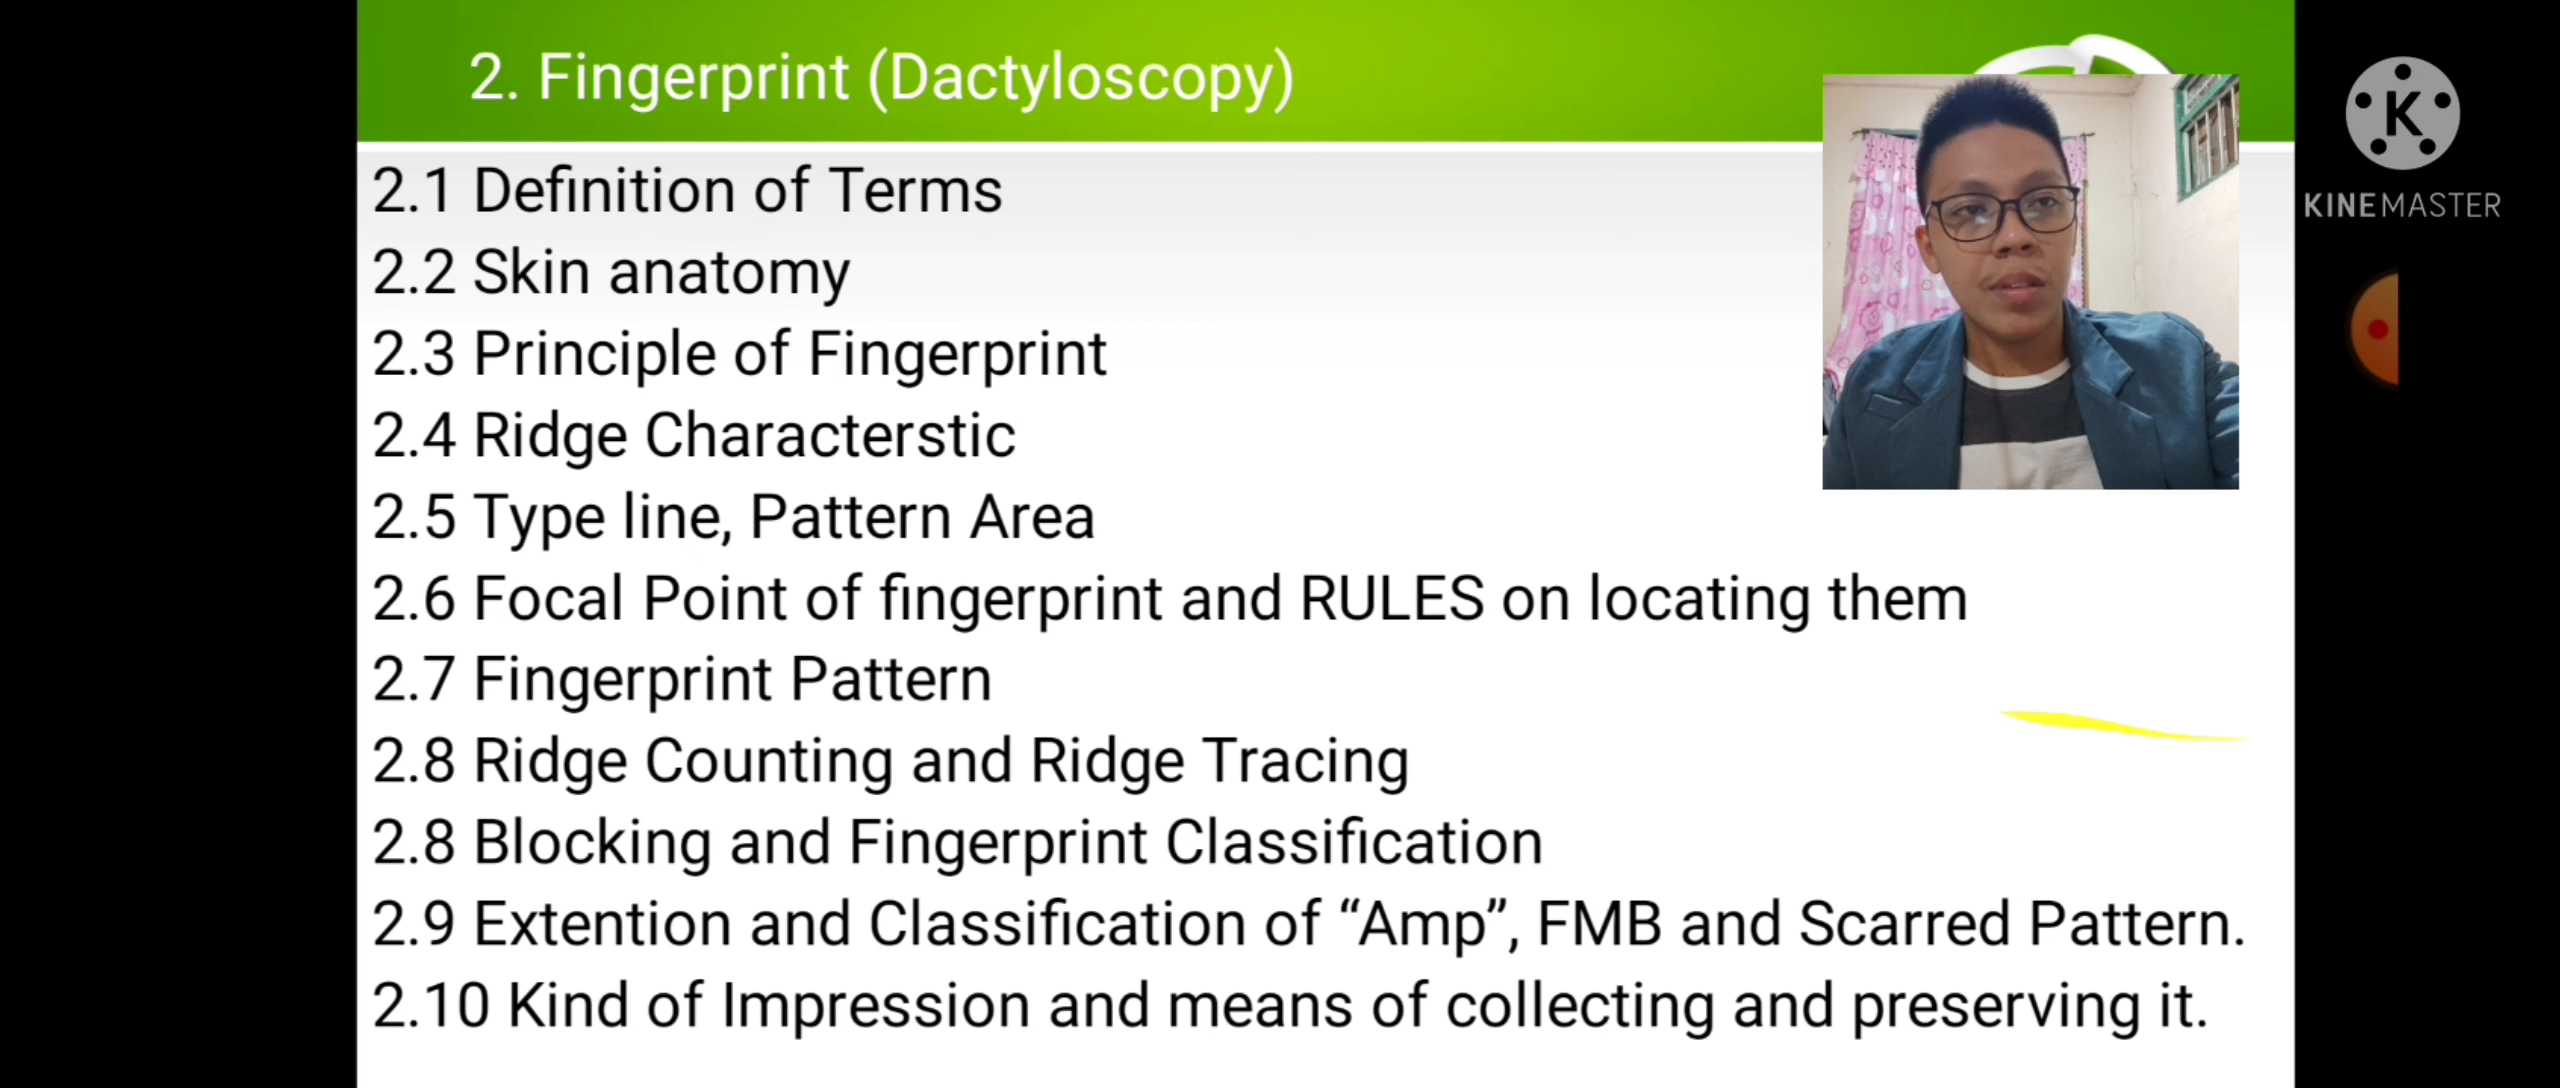 2. Fingerprint (Dactyloscopy)
2.1 Definition of Terms
2.2 Skin anatomy
2.3 Principle of Fingerprint
2.4 Ridge Characterstic
2.5 Type line, Pattern Area
2.6 Focal Point of fingerprint and RULES on locating them
2.7 Fingerprint Pattern
2.8 Ridge Counting and Ridge Tracing
2.8 Blocking and Fingerprint Classification
2.9 Extention and Classification of “Amp”, FMB and Scarred Pattern.
2.10 Kind of Impression and means of collecting and preserving it.
K
KINEMASTER